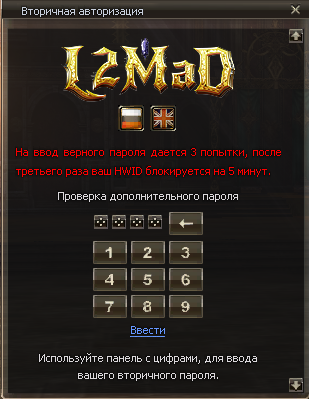 Вторичная авторизация
L2MaD
На ввод верного пароля дается 3 попытки, после
третьего раза ваш HWID блокируется на 5 минут.
Проверка дополнительного пароля
←
1 2 3
4 5 6
7 8 9
Ввести
Используйте панель с цифрами, для ввода
вашего вторичного пароля.